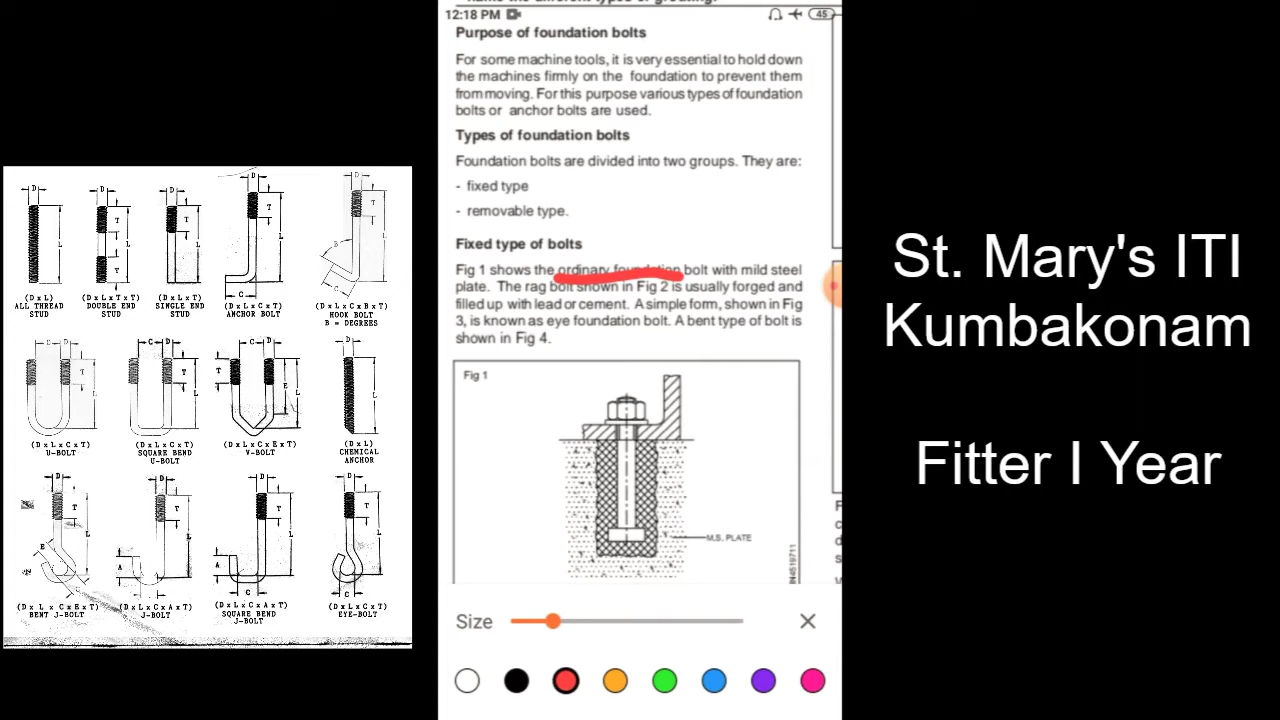 12:18 PM
45
Purpose of foundation bolts
For some machine tools, it is very essential to hold down
the machines firmly on the foundation to prevent them
from moving. For this purpose various types of foundation
bolts or anchor bolts are used.
Types of foundation bolts
Foundation bolts are divided into two groups. They are:
- fixed type
- removable type.
Fixed type of bolts
Fig 1 shows the ordinary foundation bolt with mild steel
plate. The rag bolt shown in Fig 2 is usually forged and
filled up with lead or cement. A simple form, shown in Fig
3, is known as eye foundation bolt. A bent type of bolt is
shown in Fig 4.
Fig 1
M.S. PLATE
Size
D
L
(D x L)
ALL THREAD
STUD
D
T
L
T
(D x L x T x T)
DOUBLE END
STUD
D
T
L
(D x L x T)
SINGLE END
STUD
D
T
L
C
(D x L x C x T)
ANCHOR BOLT
D
T
L
B
C
(D x L x C x B x T)
HOOK BOLT
B = DEGREES
C D
T
L
(D x L x C x T)
U-BOLT
C D
T
L
(D x L x C x T)
SQUARE BEND
U-BOLT
C D
T
E
L
(D x L x C x E x T)
V-BOLT
D
L
(D x L)
CHEMICAL
ANCHOR
D
T
L
E
(D x L x C x E x T)
BENT J-BOLT
D
T
L
A
C
(D x L x C x A x T)
J-BOLT
D
T
L
A
C
(D x L x C x A x T)
SQUARE BEND
J-BOLT
D
T
L
C
(D x L x C x T)
EYE-BOLT
St. Mary's ITI
Kumbakonam
Fitter I Year